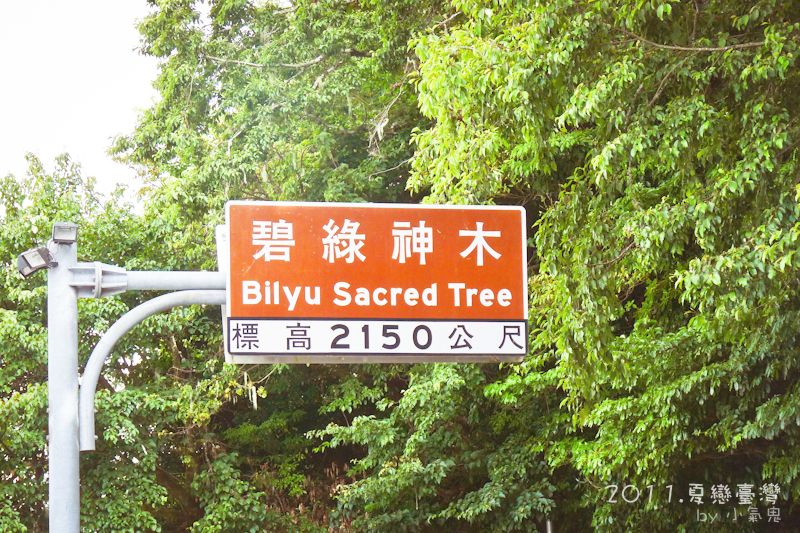 碧綠神木
Bilyu Sacred Tree
標高2150公尺
2011.夏戀臺灣
by 小氣鬼